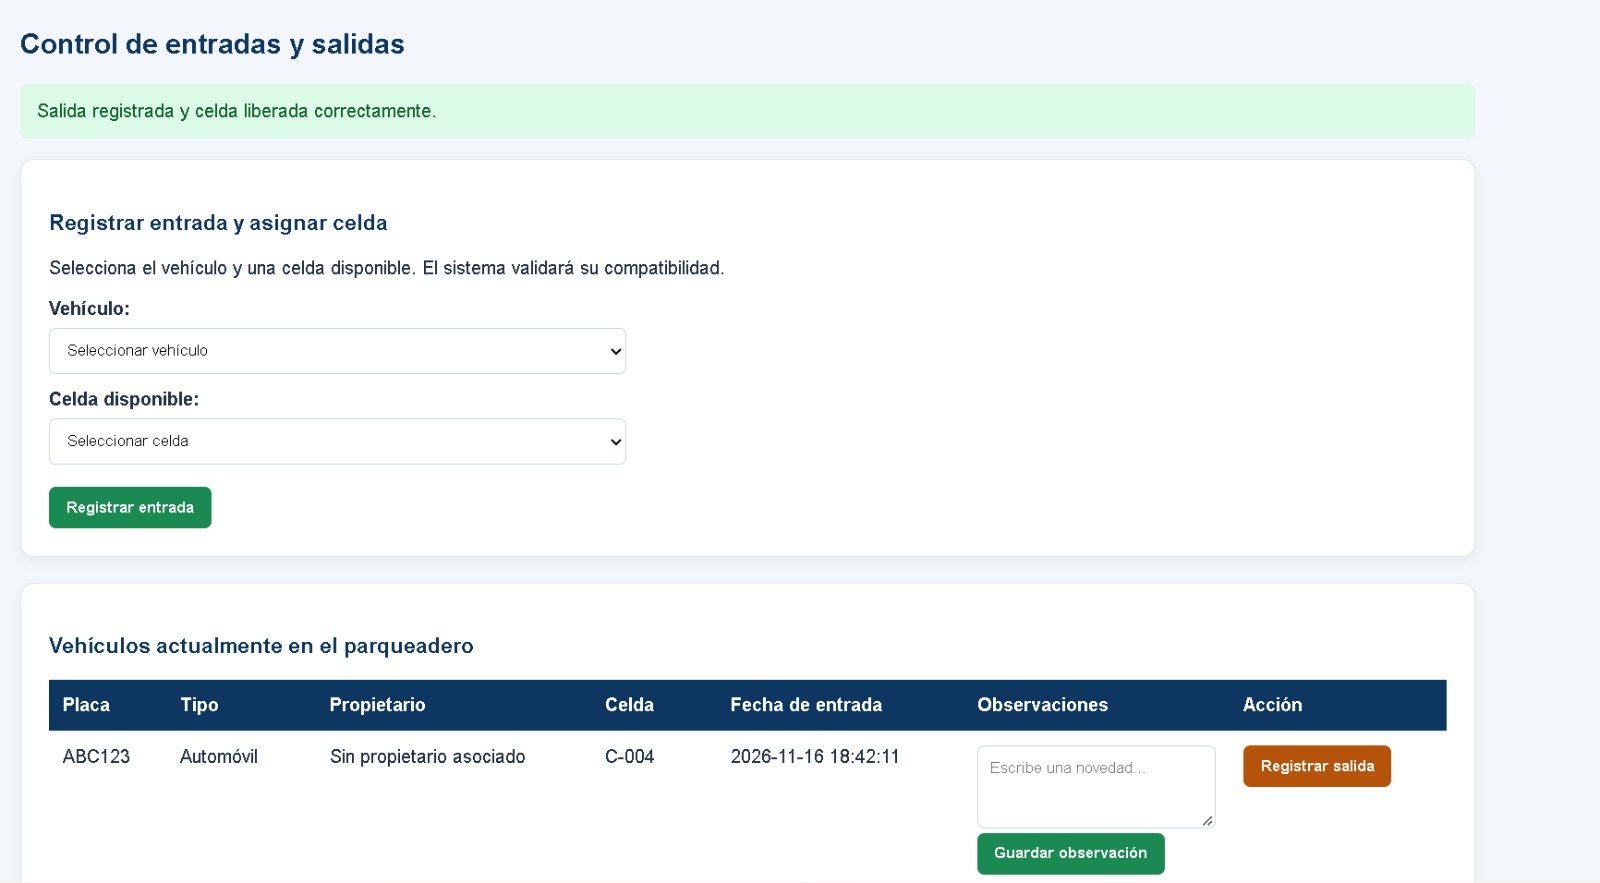 Control de entradas y salidas
Salida registrada y celda liberada correctamente.
Registrar entrada y asignar celda
Selecciona el vehículo y una celda disponible. El sistema validará su compatibilidad.
Vehículo:
Seleccionar vehículo
Celda disponible:
Seleccionar celda
Registrar entrada
Vehículos actualmente en el parqueadero
Placa Tipo Propietario Celda Fecha de entrada Observaciones Acción
ABC123 Automóvil Sin propietario asociado C-004 2026-11-16 18:42:11 Escribe una novedad... Registrar salida
Guardar observación